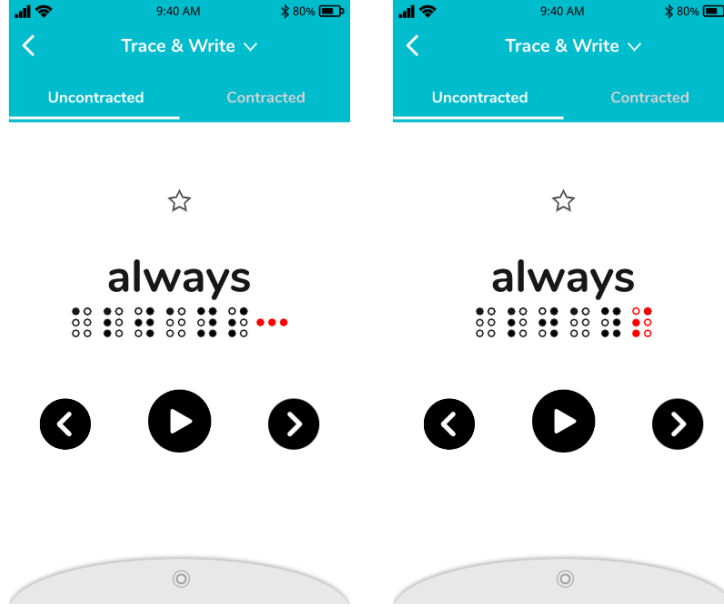 9:40 AM 80%
Trace & Write
Uncontracted Contracted
always
⠁⠇⠺⠁⠽⠎•••
9:40 AM 80%
Trace & Write
Uncontracted Contracted
always
⠁⠇⠺⠁⠽⠎